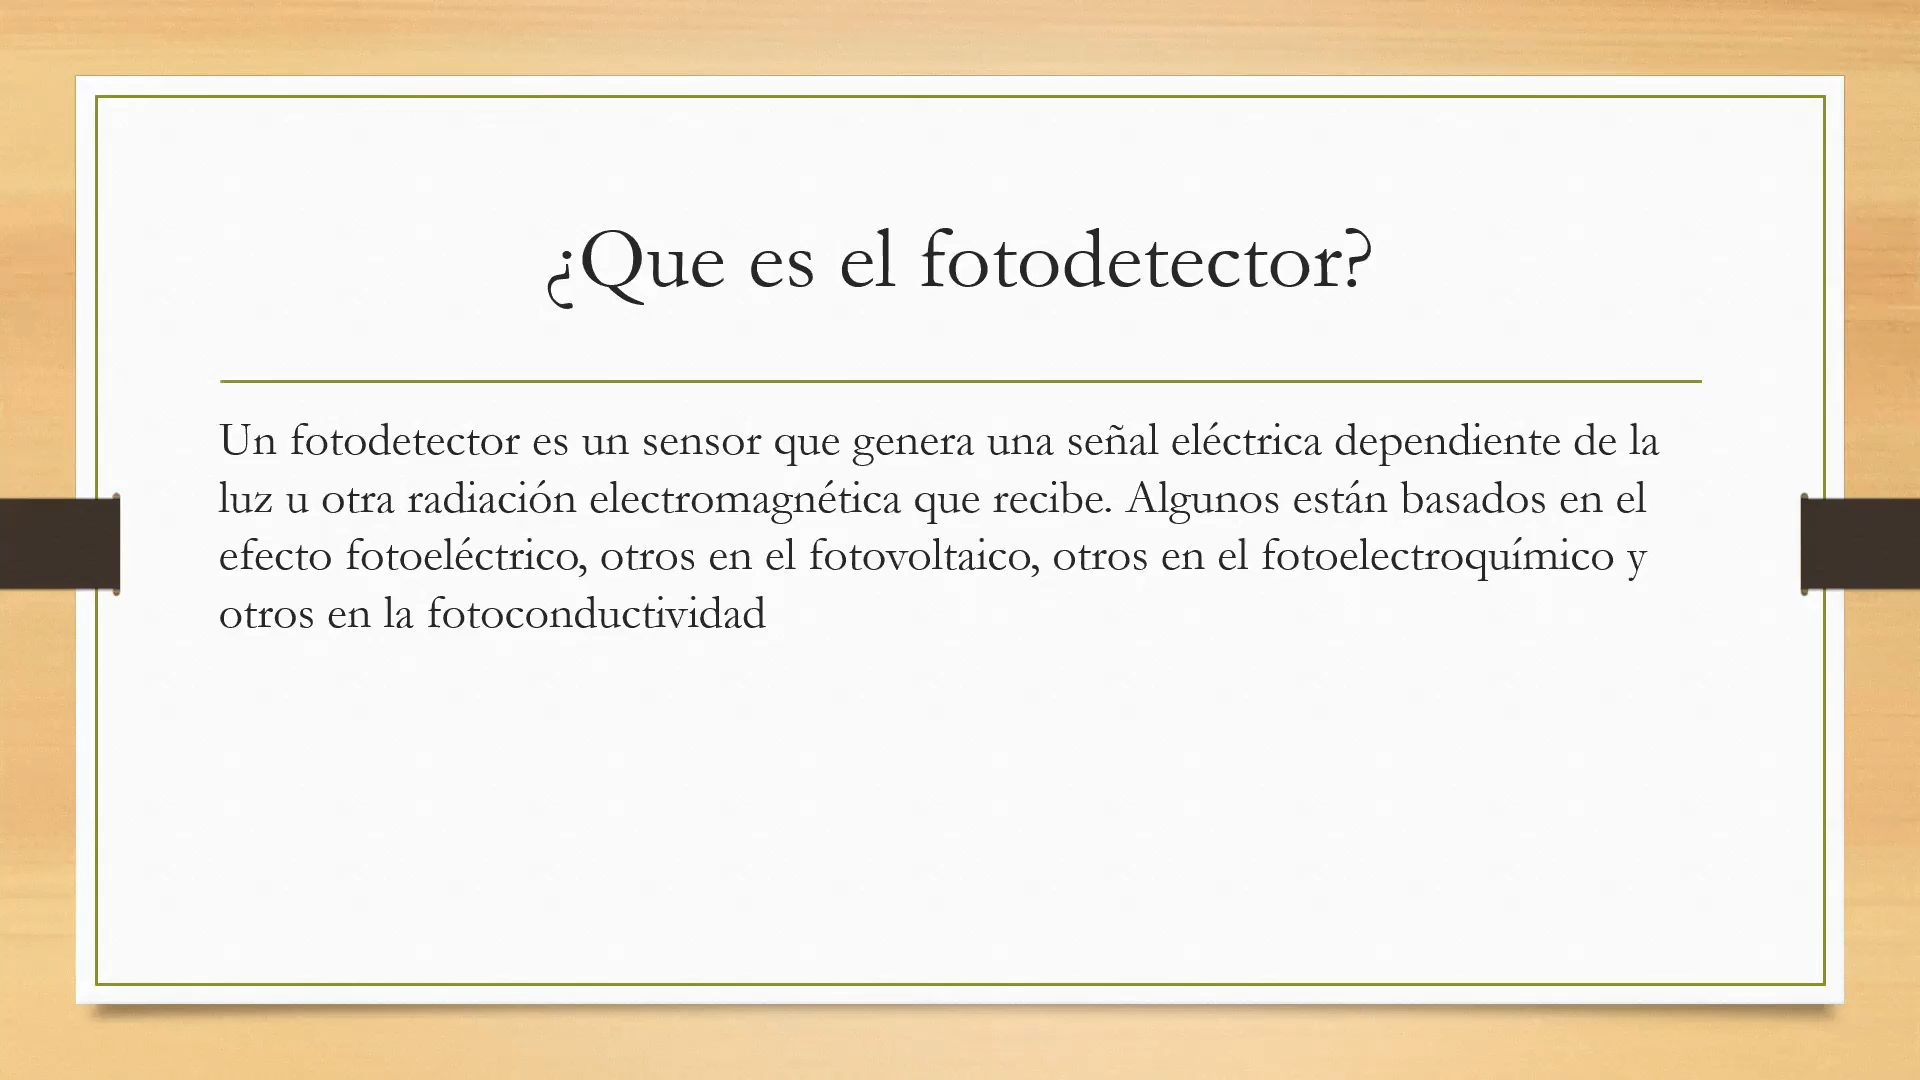 ¿Que es el fotodetector?
Un fotodetector es un sensor que genera una señal eléctrica dependiente de la
luz u otra radiación electromagnética que recibe. Algunos están basados en el
efecto fotoeléctrico, otros en el fotovoltaico, otros en el fotoelectroquímico y
otros en la fotoconductividad